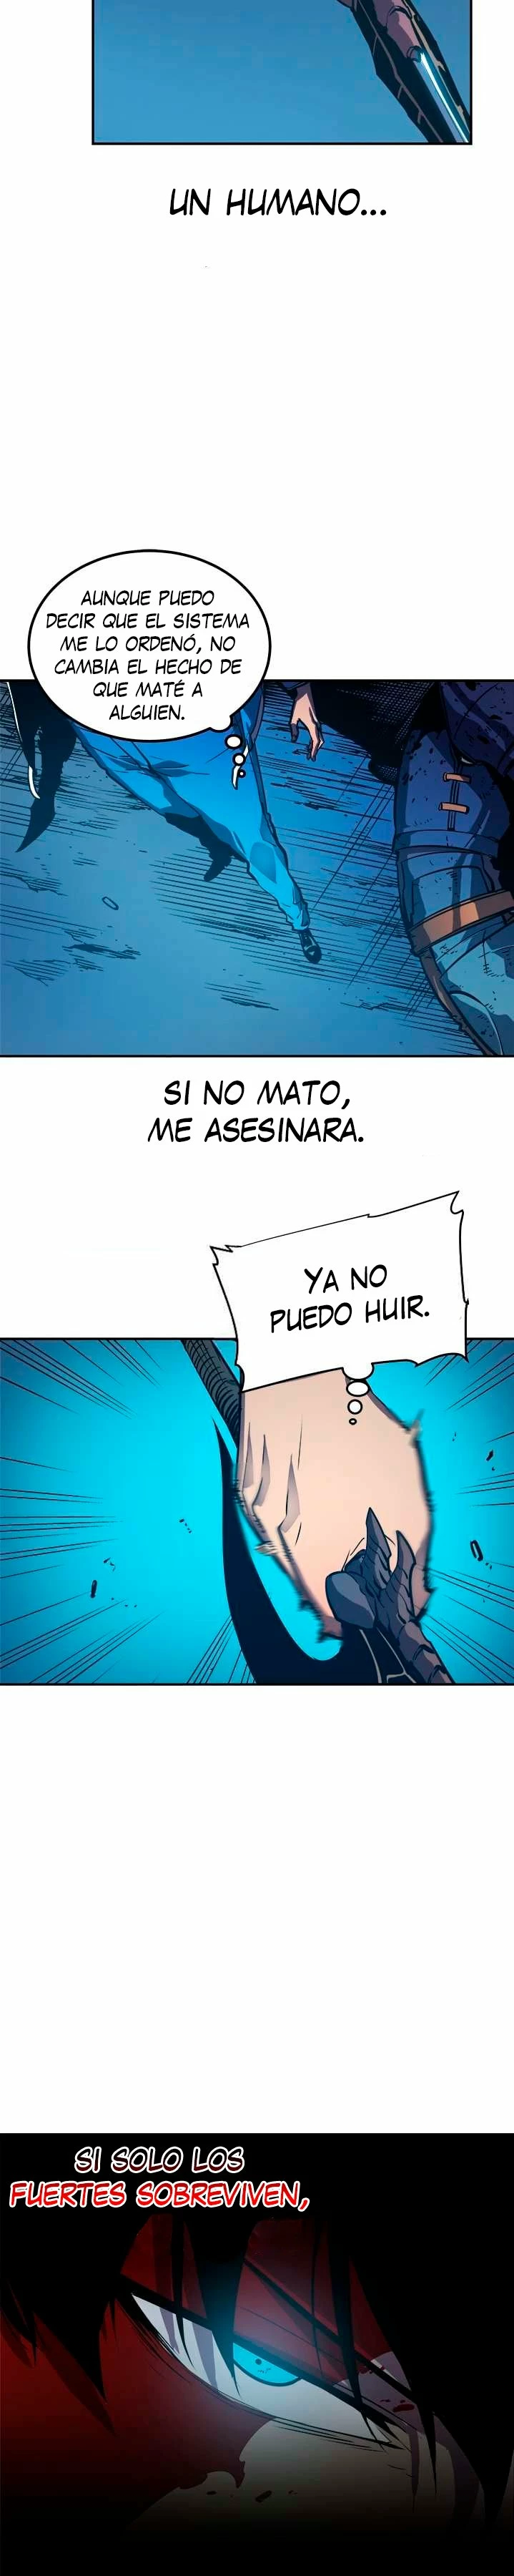 UN HUMANO...
AUNQUE PUEDO
DECIR QUE EL SISTEMA
ME LO ORDENÓ, NO
CAMBIA EL HECHO DE
QUE MATÉ A
ALGUIEN.
SI NO MATO,
ME ASESINARA.
YA NO
PUEDO HUIR.
SI SOLO LOS
FUERTES SOBREVIVEN,